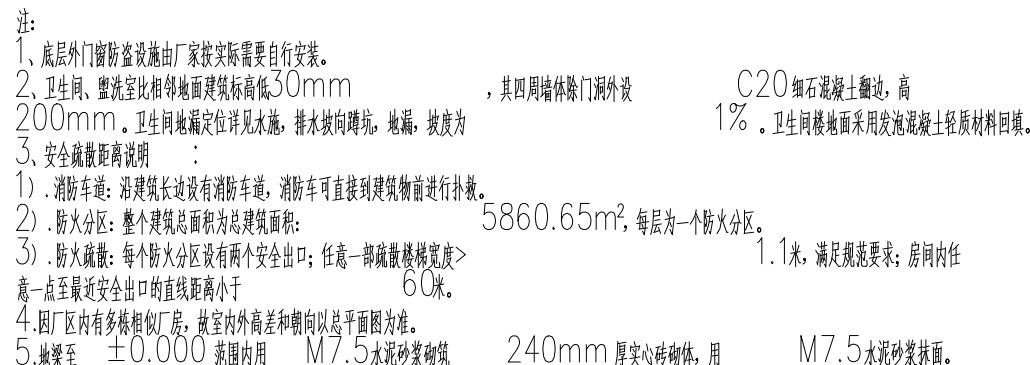 注:
1、底层外门窗防盗设施由厂家按实际需要自行安装。
2、卫生间、盥洗室比相邻地面建筑标高低30mm ，其四周墙体除门洞外设 C20细石混凝土翻边，高
200mm。卫生间地漏定位详见水施，排水坡向蹲坑，地漏，坡度为 1% 。卫生间楼地面采用发泡混凝土轻质材料回填。
3、安全疏散距离说明 :
1）.消防车道: 沿建筑长边设有消防车道，消防车可直接到建筑物前进行扑救。
2）.防火分区: 整个建筑总面积为总建筑面积: 5860.65m², 每层为一个防火分区。
3）.防火疏散: 每个防火分区设有两个安全出口；任意一部疏散楼梯宽度> 1.1米，满足规范要求；房间内任
意一点至最近安全出口的直线距离小于 60米。
4.因厂区内有多栋相似厂房，故室内外高差和朝向以总平面图为准。
5.地梁至 ±0.000 范围内用 M7.5水泥砂浆砌筑 240mm 厚实心砖砌体，用 M7.5水泥砂浆抹面。